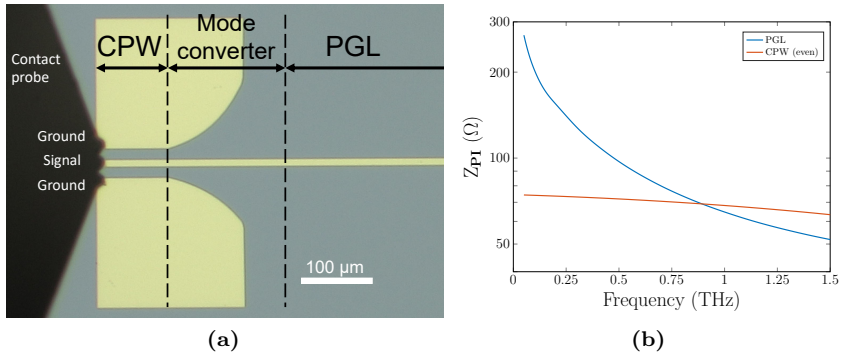 CPW
Mode
converter
PGL
Contact
probe
Ground
Signal
Ground
100 µm
(a)
300
200
100
50
Z_PI (Ω)
PGL
CPW (even)
0 0.25 0.5 0.75 1 1.25 1.5
Frequency (THz)
(b)